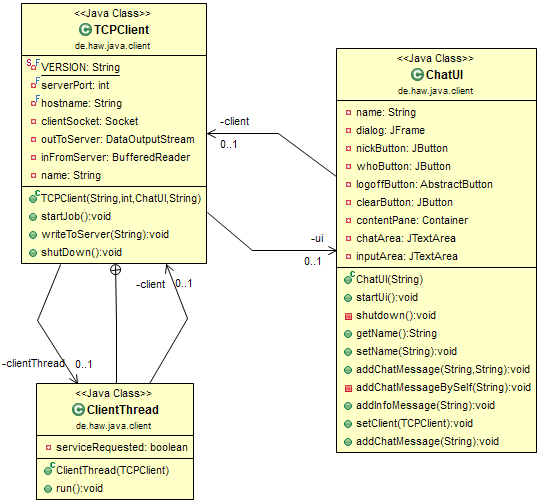 <<Java Class>>
TCPClient
de.haw.java.client
VERSION: String
serverPort: int
hostname: String
clientSocket: Socket
outToServer: DataOutputStream
inFromServer: BufferedReader
name: String
TCPClient(String,int,ChatUI,String)
startJob():void
writeToServer(String):void
shutDown():void
<<Java Class>>
ChatUI
de.haw.java.client
name: String
dialog: JFrame
nickButton: JButton
whoButton: JButton
logoffButton: AbstractButton
clearButton: JButton
contentPane: Container
chatArea: JTextArea
inputArea: JTextArea
ChatUI(String)
startUi():void
shutdown():void
getName():String
setName(String):void
addChatMessage(String,String):void
addChatMessageBySelf(String):void
addInfoMessage(String):void
setClient(TCPClient):void
addChatMessage(String):void
-client
0..1
-ui
0..1
-client
0..1
-clientThread
0..1
<<Java Class>>
ClientThread
de.haw.java.client
serviceRequested: boolean
ClientThread(TCPClient)
run():void